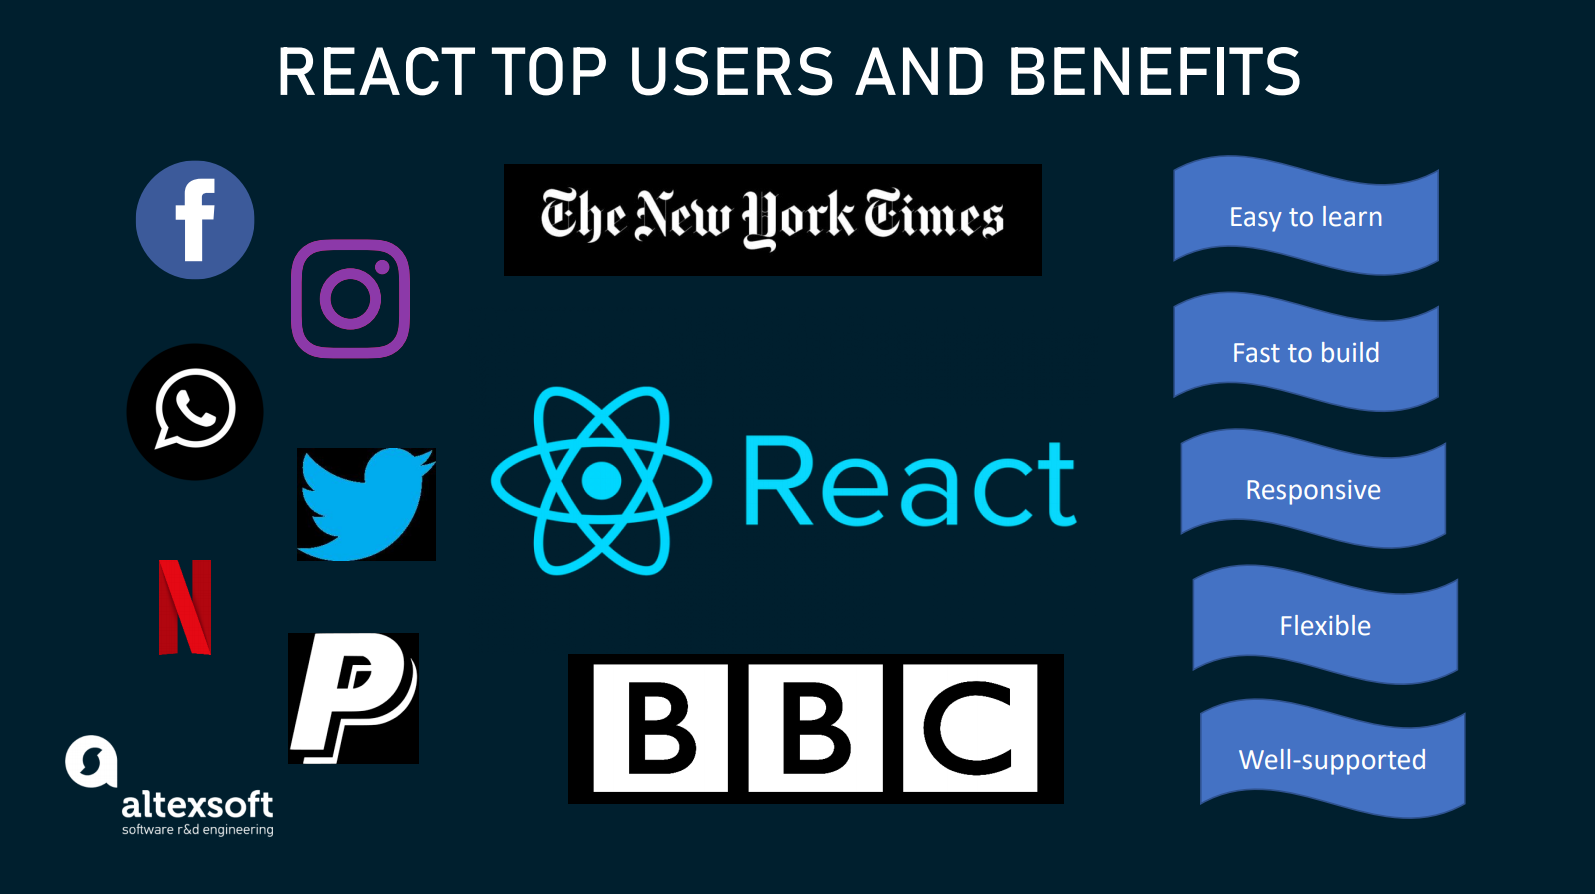 REACT TOP USERS AND BENEFITS
f
The New York Times
React
N
P
BBC
altexsoft
software r&d engineering
Easy to learn
Fast to build
Responsive
Flexible
Well-supported